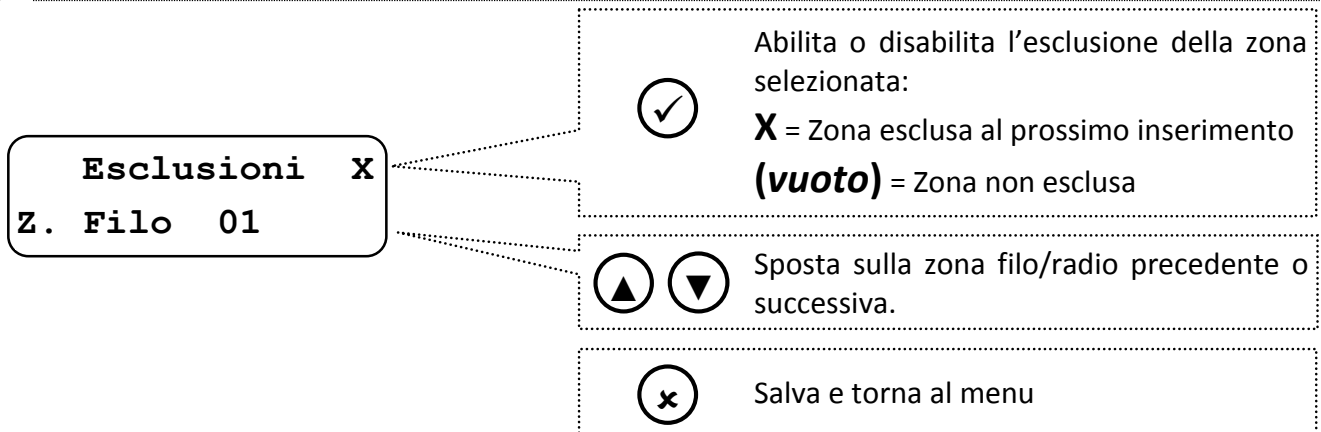 Esclusioni X
Z. Filo 01
Abilita o disabilita l’esclusione della zona
selezionata:
X = Zona esclusa al prossimo inserimento
(vuoto) = Zona non esclusa
Sposta sulla zona filo/radio precedente o
successiva.
Salva e torna al menu